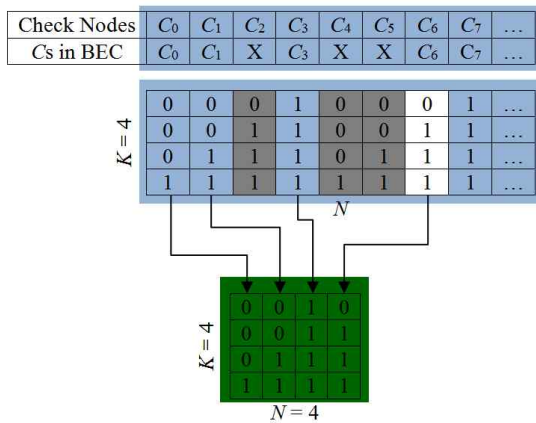 Check Nodes C0 C1 C2 C3 C4 C5 C6 C7 ...
Cs in BEC C0 C1 X C3 X X C6 C7 ...
K = 4
0 0 0 1 0 0 0 1 ...
0 0 1 1 0 0 1 1 ...
0 1 1 1 0 1 1 1 ...
1 1 1 1 1 1 1 1 ...
N
K = 4
0 0 1 0
0 0 1 1
0 1 1 1
1 1 1 1
N = 4